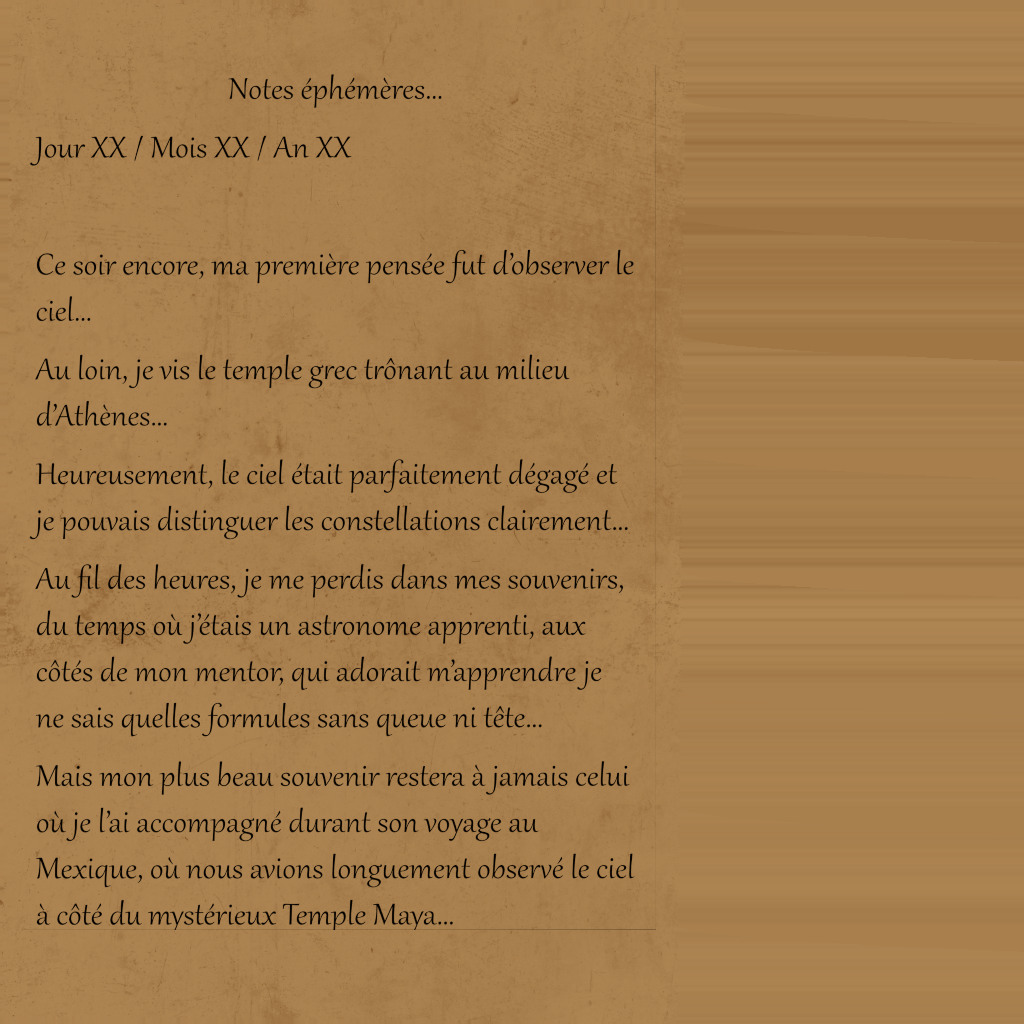 Notes éphémères...
Jour XX / Mois XX / An XX
Ce soir encore, ma première pensée fut d’observer le
ciel...
Au loin, je vis le temple grec trônant au milieu
d’Athènes...
Heureusement, le ciel était parfaitement dégagé et
je pouvais distinguer les constellations clairement...
Au fil des heures, je me perdis dans mes souvenirs,
du temps où j’étais un astronome apprenti, aux
côtés de mon mentor, qui adorait m’apprendre je
ne sais quelles formules sans queue ni tête...
Mais mon plus beau souvenir restera à jamais celui
où je l’ai accompagné durant son voyage au
Mexique, où nous avions longuement observé le ciel
à côté du mystérieux Temple Maya...